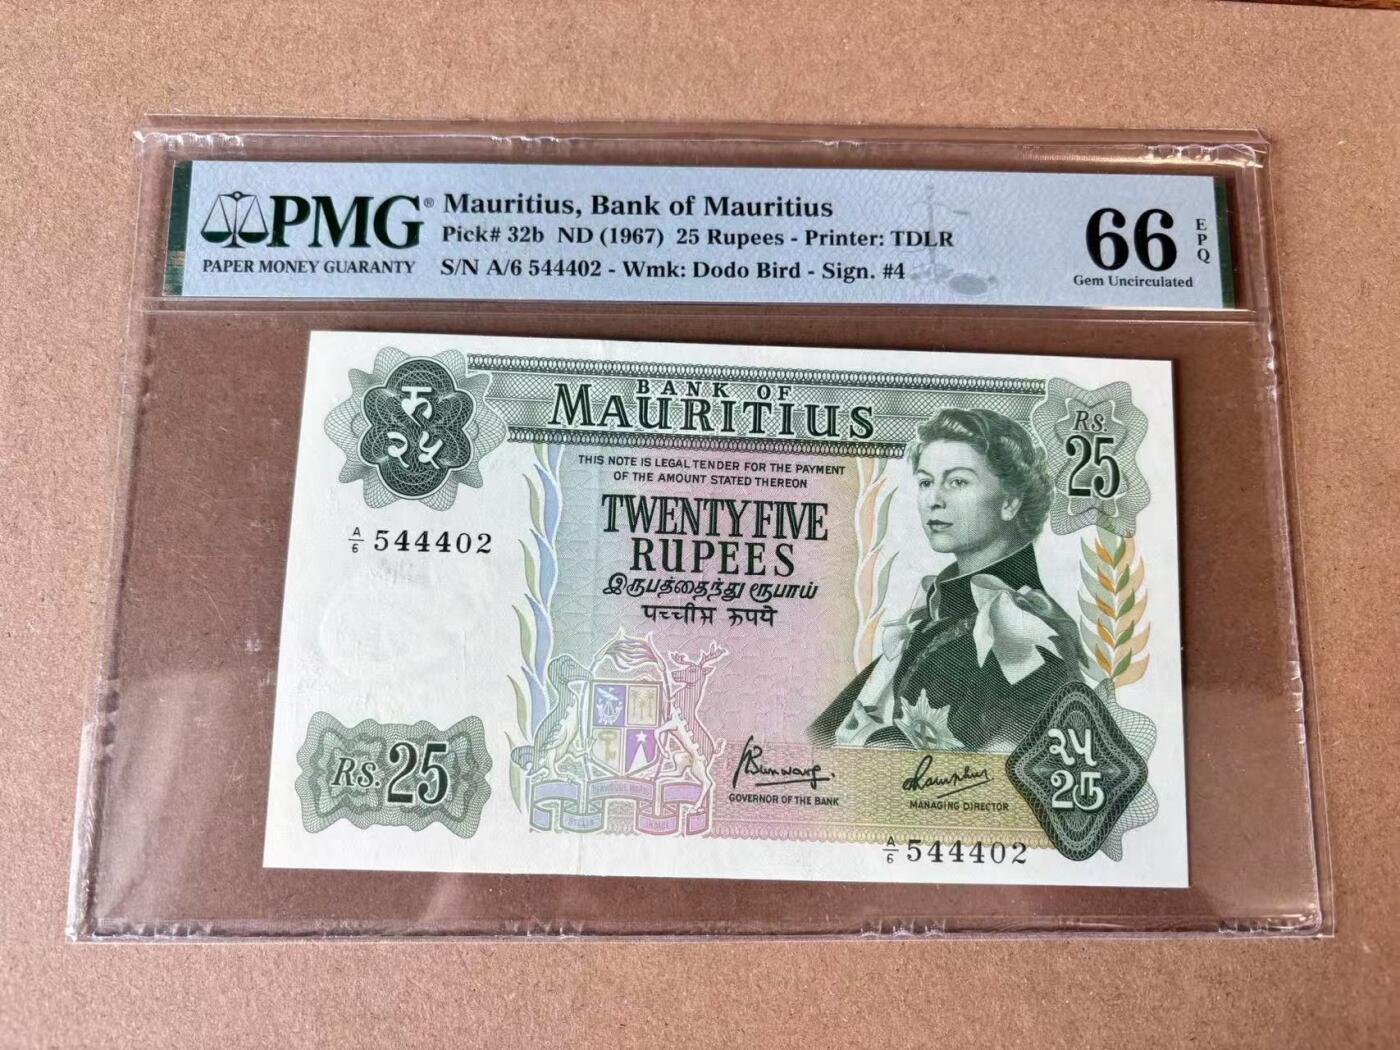 PMG®
PAPER MONEY GUARANTY
Mauritius, Bank of Mauritius
Pick# 32b ND (1967) 25 Rupees - Printer: TDLR
S/N A/6 544402 - Wmk: Dodo Bird - Sign. #4
66
EPQ
Gem Uncirculated
रु
२५
BANK OF
MAURITIUS
Rs.
25
THIS NOTE IS LEGAL TENDER FOR THE PAYMENT
OF THE AMOUNT STATED THEREON
A/6 544402
TWENTYFIVE
RUPEES
இருபத்தைந்து ரூபாய்
पच्चीस रुपये
Rs. 25
GOVERNOR OF THE BANK
MANAGING DIRECTOR
२५
A/6 544402